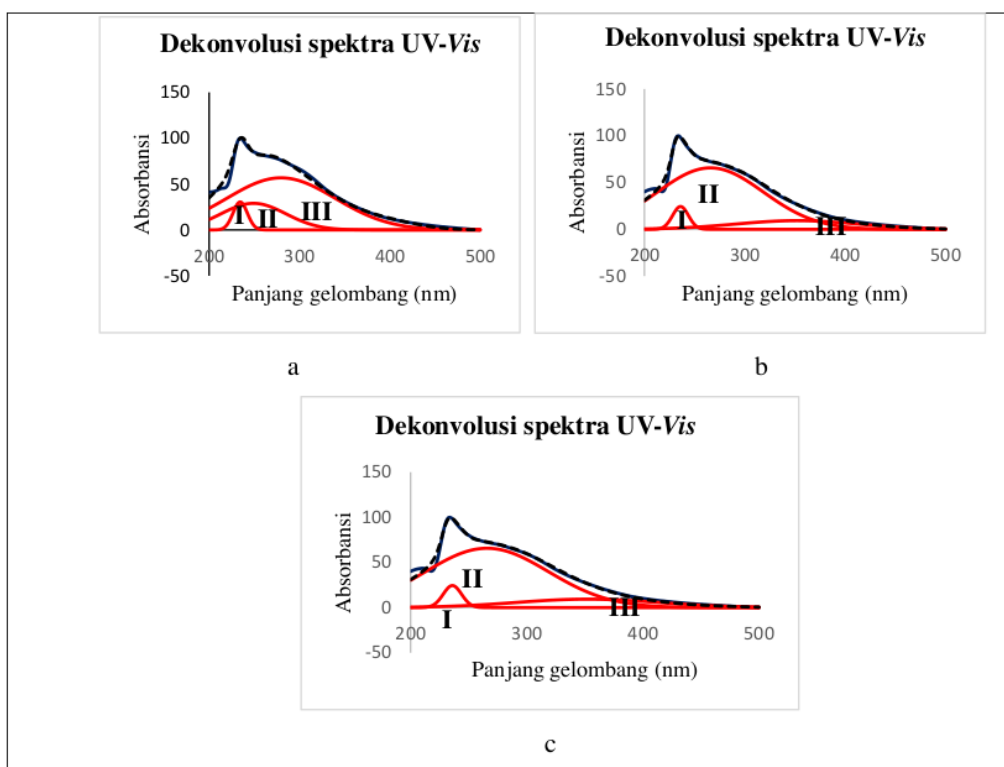 Dekonvolusi spektra UV-Vis
150
100
50
0
-50
Absorbansi
I
II
III
200
300
400
500
Panjang gelombang (nm)
a
Dekonvolusi spektra UV-Vis
150
100
50
0
-50
Absorbansi
II
I
III
200
300
400
500
Panjang gelombang (nm)
b
Dekonvolusi spektra UV-Vis
150
100
50
0
-50
Absorbansi
II
I
III
200
300
400
500
Panjang gelombang (nm)
c